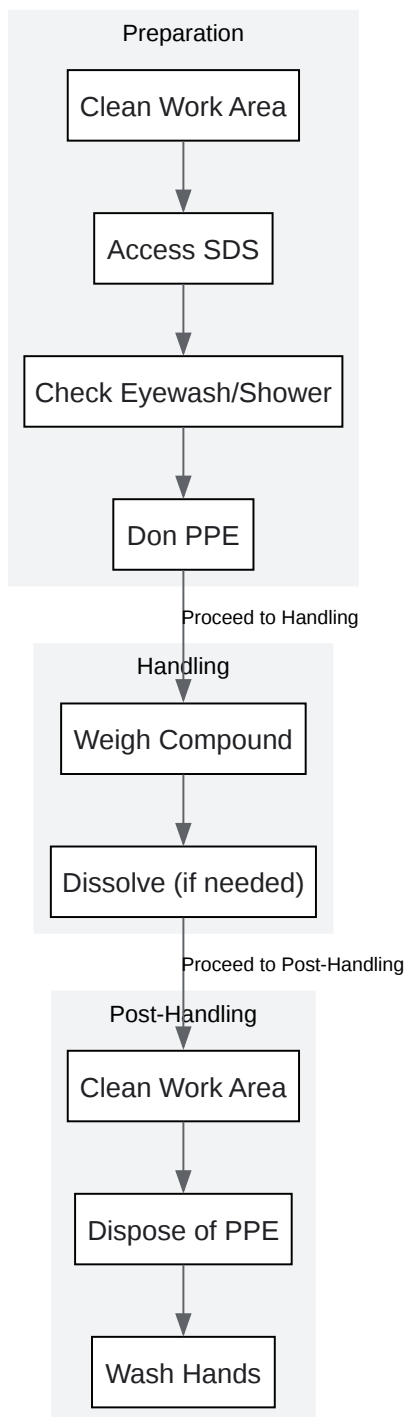 Preparation
Clean Work Area
Access SDS
Check Eyewash/Shower
Don PPE
Proceed to Handling
Handling
Weigh Compound
Dissolve (if needed)
Proceed to Post-Handling
Post-Handling
Clean Work Area
Dispose of PPE
Wash Hands